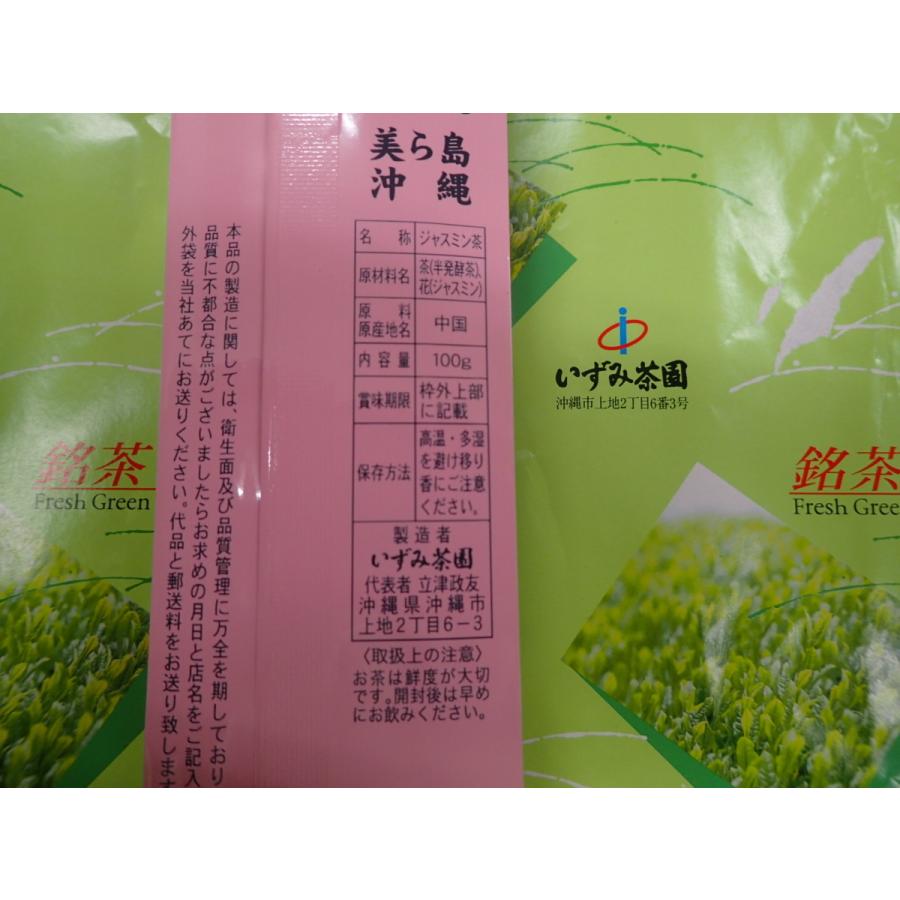 美ら島
沖縄
名称 ジャスミン茶
原材料名 茶(半発酵茶)、
花(ジャスミン)
原料
原産地名 中国
内容量 100g
賞味期限 枠外上部
に記載
保存方法 高温・多湿
を避け移り
香にご注意
ください。
製造者
いずみ茶園
代表者 立津政友
沖縄県沖縄市
上地2丁目6-3
〈取扱上の注意〉
お茶は鮮度が大切
です。開封後は早め
にお飲みください。
本品の製造に関しては、衛生面及び品質管理に万全を期しており
品質に不都合な点がございましたらお求めの月日と店名をご記入
外袋を当社あてにお送りください。代品と郵送料をお送り致します
いずみ茶園
沖縄市上地2丁目6番3号
銘茶
Fresh Green
銘茶
Fresh Gree